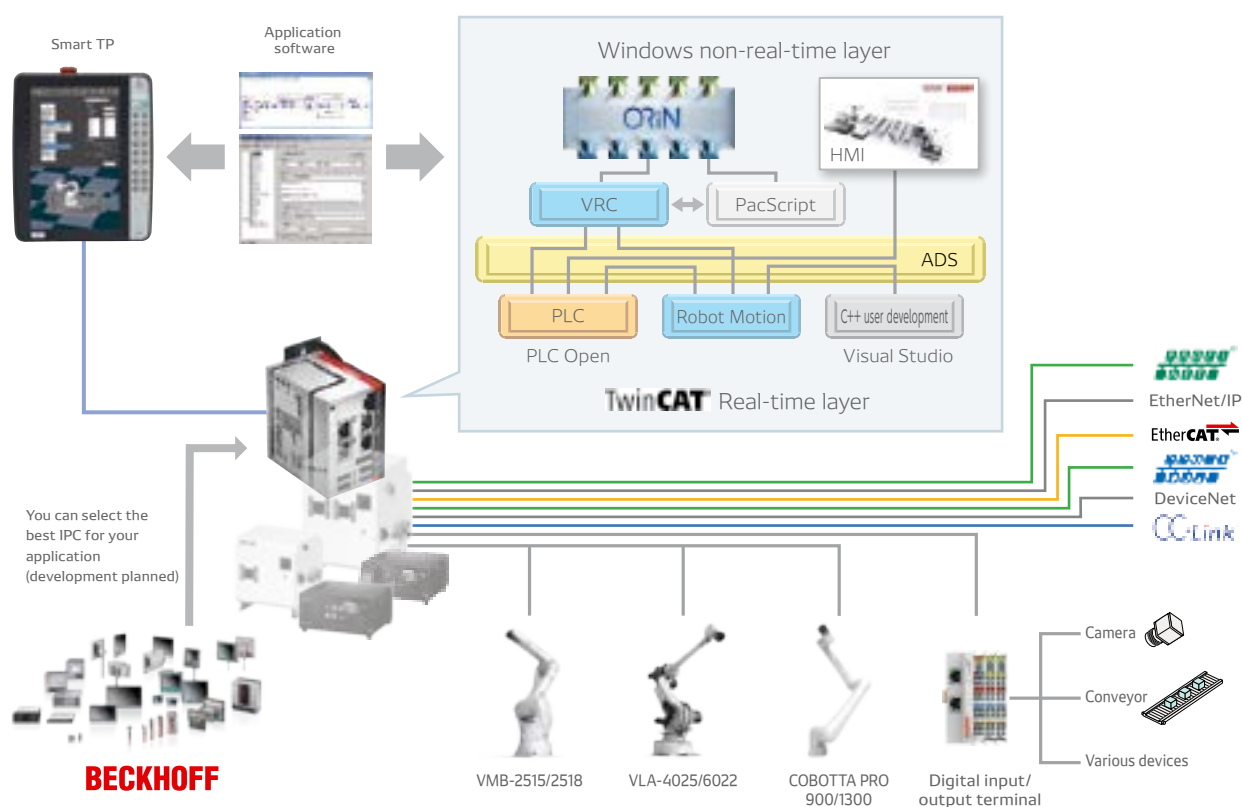 Smart TP
Application
software
Windows non-real-time layer
ORiN
HMI
VRC
PacScript
ADS
PLC
Robot Motion
C++ user development
PLC Open
Visual Studio
TwinCAT Real-time layer
EtherNet/IP
EtherCAT
DeviceNet
CC-Link
You can select the
best IPC for your
application
(development planned)
BECKHOFF
VMB-2515/2518
VLA-4025/6022
COBOTTA PRO
900/1300
Digital input/
output terminal
Camera
Conveyor
Various devices